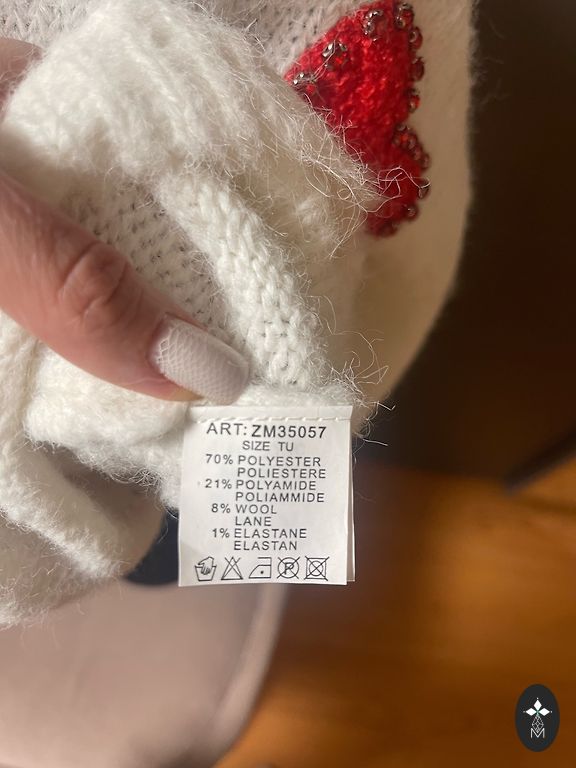 ART: ZM35057
SIZE TU
70% POLYESTER
POLIESTERE
21% POLYAMIDE
POLIAMMIDE
8% WOOL
LANE
1% ELASTANE
ELASTAN
P
M